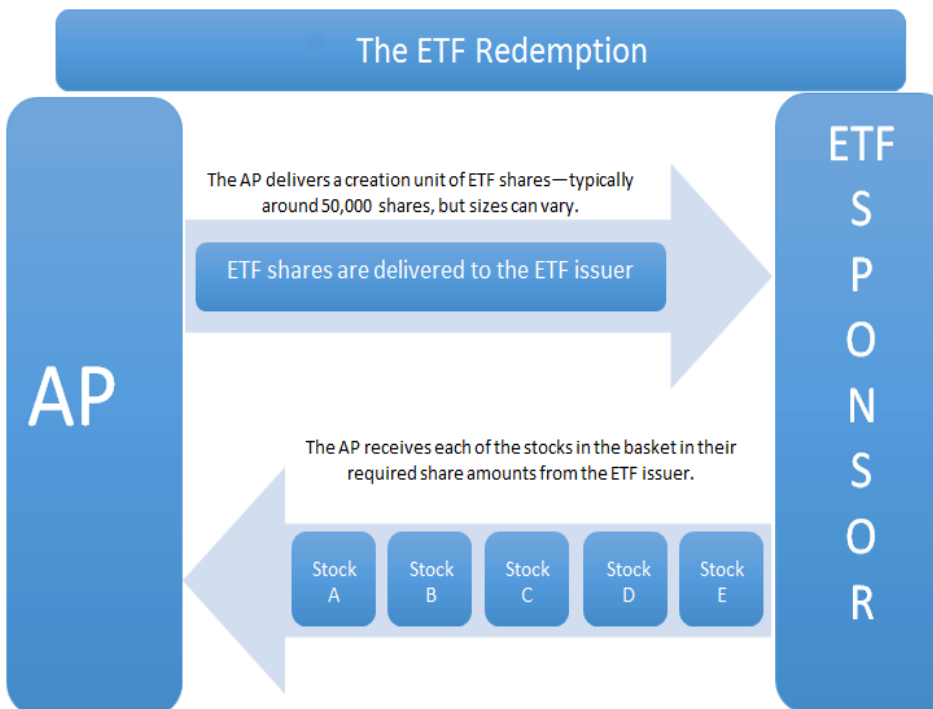 The ETF Redemption
AP
The AP delivers a creation unit of ETF shares—typically
around 50,000 shares, but sizes can vary.
ETF shares are delivered to the ETF issuer
The AP receives each of the stocks in the basket in their
required share amounts from the ETF issuer.
Stock
A
Stock
B
Stock
C
Stock
D
Stock
E
ETF
S
P
O
N
S
O
R